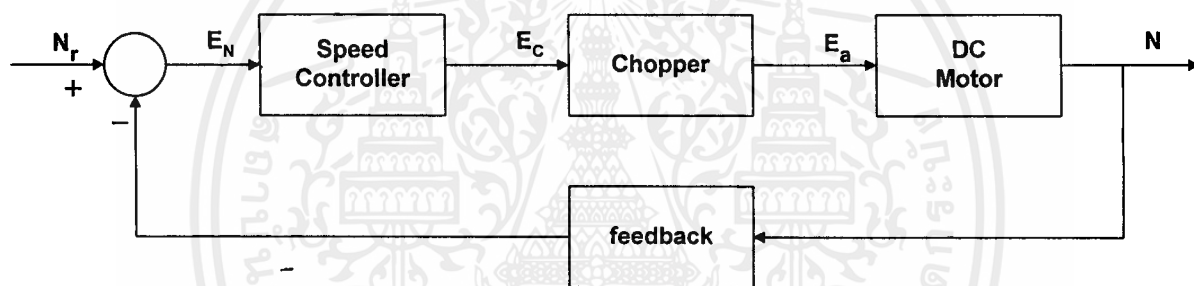 N_r
+
−
E_N
Speed
Controller
E_C
Chopper
E_a
DC
Motor
N
feedback
−